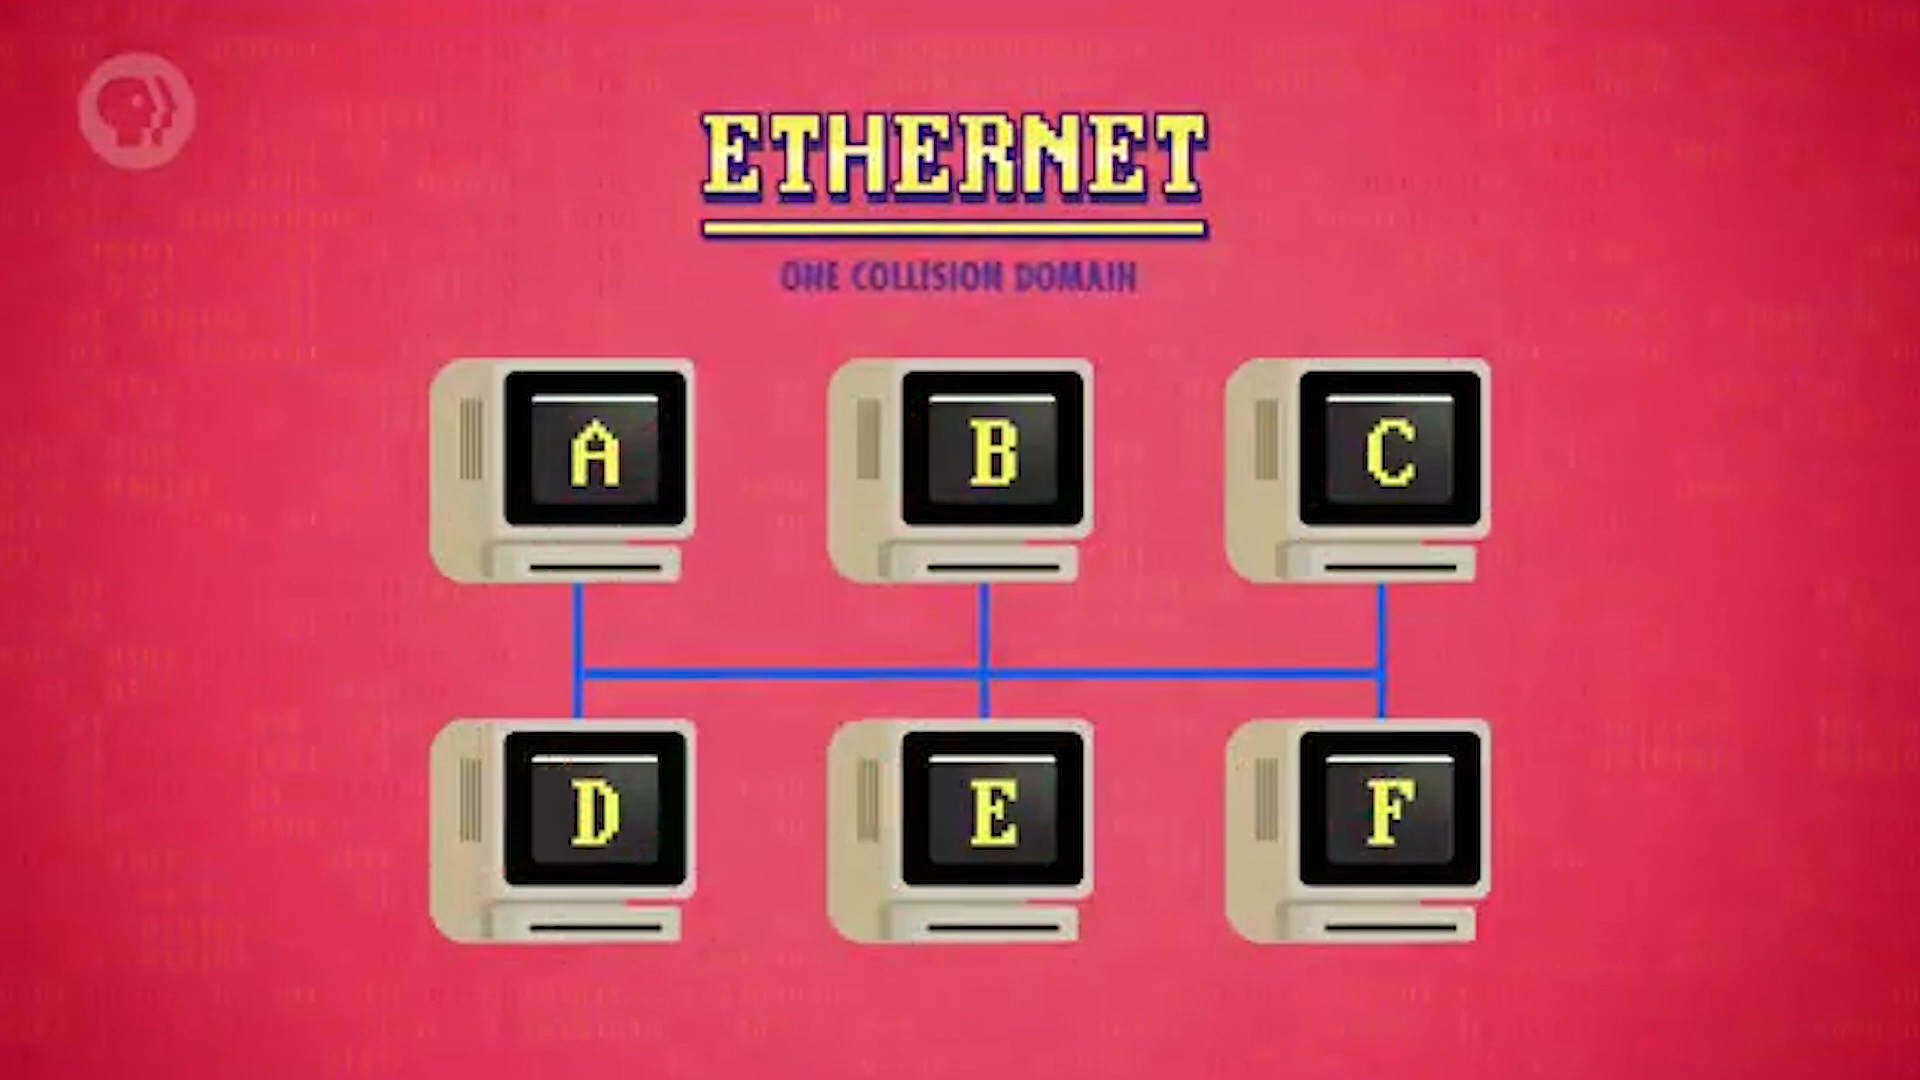 ETHERNET
ONE COLLISION DOMAIN
A B C
D E F